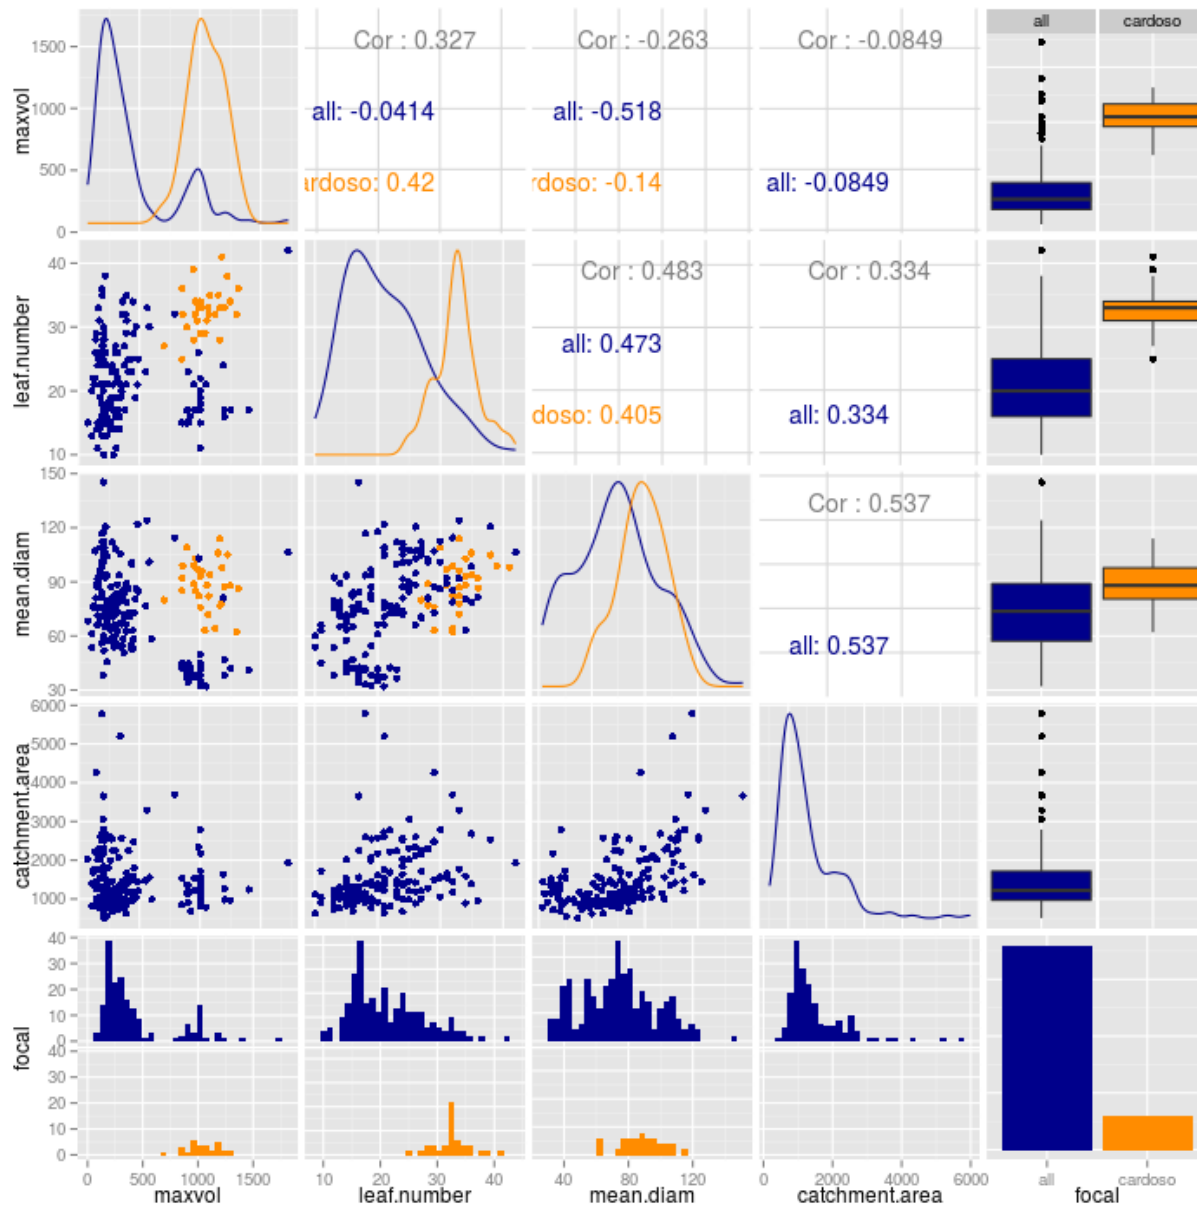 all cardoso
maxvol
1500
1000
500
0
Cor : 0.327
all: -0.0414
ardoso: 0.42
Cor : -0.263
all: -0.518
rdoso: -0.14
Cor : -0.0849
all: -0.0849
leaf.number
40
30
20
10
Cor : 0.483
all: 0.473
doso: 0.405
Cor : 0.334
all: 0.334
mean.diam
150
120
90
60
30
Cor : 0.537
all: 0.537
catchment.area
6000
5000
4000
3000
2000
1000
focal
40
30
20
10
0
40
30
20
10
0
0 500 1000 1500 10 20 30 40 40 80 120 0 2000 4000 6000 all cardoso
maxvol leaf.number mean.diam catchment.area focal